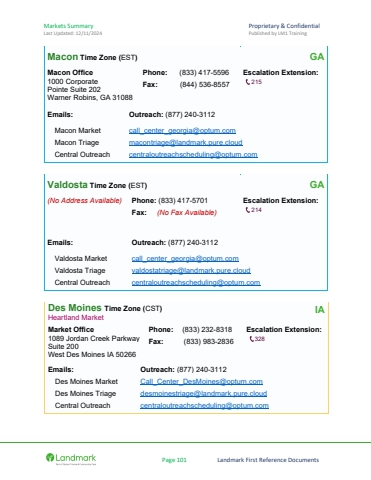 Markets Summary
Proprietary & Confidential
Last Updated: 12/11/2024
Published by LM1 Training
Macon Time Zone (EST) GA
Macon Office Phone: (833) 417-5596 Escalation Extension:
1000 Corporate Fax: (844) 536-8557 215
Pointe Suite 202
Warner Robins, GA 31088
Emails: Outreach: (877) 240-3112
Macon Market call_center_georgia@optum.com
Macon Triage macontriage@landmark.pure.cloud
Central Outreach centraloutreachscheduling@optum.com
Valdosta Time Zone (EST) GA
(No Address Available) Phone: (833) 417-5701 Escalation Extension:
Fax: (No Fax Available) 214
Emails: Outreach: (877) 240-3112
Valdosta Market call_center_georgia@optum.com
Valdosta Triage valdostatriage@landmark.pure.cloud
Central Outreach centraloutreachscheduling@optum.com
Des Moines Time Zone (CST) IA
Heartland Market
Market Office Phone: (833) 232-8318 Escalation Extension:
1089 Jordan Creek Parkway Fax: (833) 983-2836 328
Suite 200
West Des Moines IA 50266
Emails: Outreach: (877) 240-3112
Des Moines Market Call_Center_DesMoines@optum.com
Des Moines Triage desmoinestriage@landmark.pure.cloud
Central Outreach centraloutreachscheduling@optum.com
Landmark
Page 101
Landmark First Reference Documents